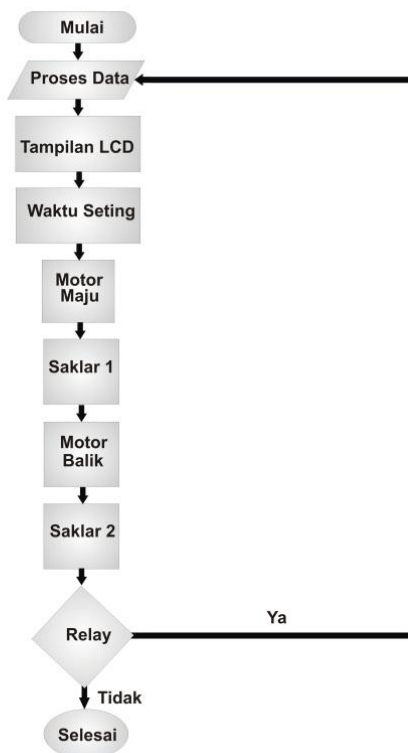 Mulai
Proses Data
Tampilan LCD
Waktu Seting
Motor
Maju
Saklar 1
Motor
Balik
Saklar 2
Relay
Ya
Tidak
Selesai